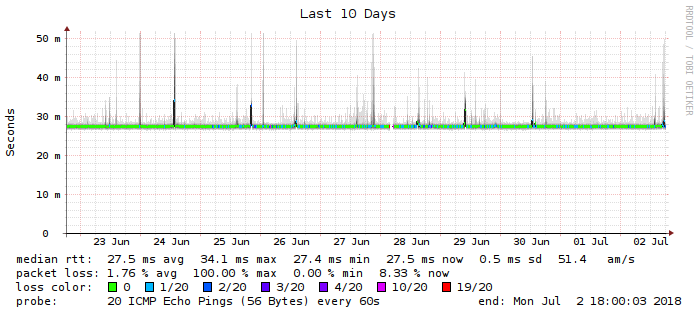 Last 10 Days
RRDTOOL / TOBI OETIKER
Seconds
50 m
40 m
30 m
20 m
10 m
0
23 Jun 24 Jun 25 Jun 26 Jun 27 Jun 28 Jun 29 Jun 30 Jun 01 Jul 02 Jul
median rtt: 27.5 ms avg 34.1 ms max 27.4 ms min 27.5 ms now 0.5 ms sd 51.4 am/s
packet loss: 1.76 % avg 100.00 % max 0.00 % min 8.33 % now
loss color: 0 1/20 2/20 3/20 4/20 10/20 19/20
probe: 20 ICMP Echo Pings (56 Bytes) every 60s end: Mon Jul 2 18:00:03 2018